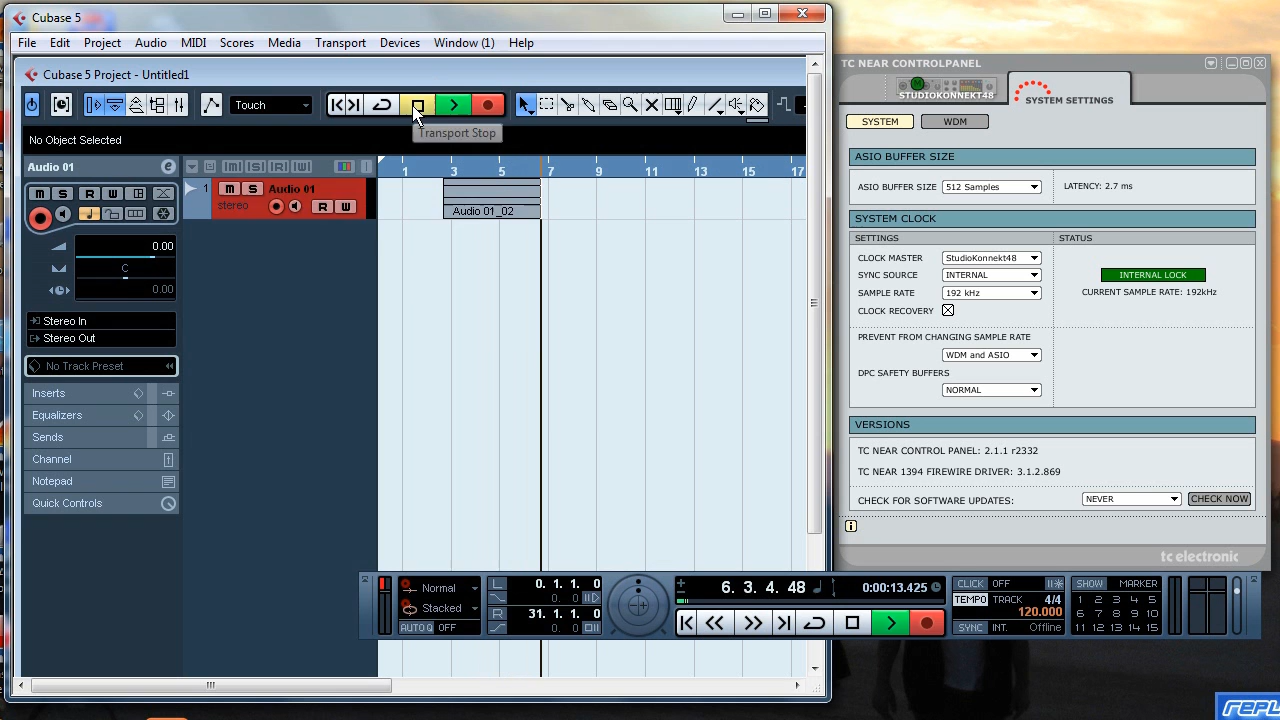 Cubase 5
File Edit Project Audio MIDI Scores Media Transport Devices Window (1) Help
Cubase 5 Project - Untitled1
Touch
Transport Stop
No Object Selected
Audio 01
1 3 5 7 9 11 13 15 17
M S R W
1 M S Audio 01
stereo R W
Audio 01_02
0.00
C
0.00
Stereo In
Stereo Out
No Track Preset
Inserts
Equalizers
Sends
Channel
Notepad
Quick Controls
TC NEAR CONTROLPANEL
STUDIOKONNEKT48
SYSTEM SETTINGS
SYSTEM WDM
ASIO BUFFER SIZE
ASIO BUFFER SIZE 512 Samples LATENCY: 2.7 ms
SYSTEM CLOCK
SETTINGS STATUS
CLOCK MASTER StudioKonnekt48
SYNC SOURCE INTERNAL INTERNAL LOCK
SAMPLE RATE 192 kHz CURRENT SAMPLE RATE: 192kHz
CLOCK RECOVERY
PREVENT FROM CHANGING SAMPLE RATE
WDM and ASIO
DPC SAFETY BUFFERS
NORMAL
VERSIONS
TC NEAR CONTROL PANEL: 2.1.1 r2332
TC NEAR 1394 FIREWIRE DRIVER: 3.1.2.869
CHECK FOR SOFTWARE UPDATES: NEVER CHECK NOW
tc electronic
Normal
Stacked
AUTO Q OFF
L 0. 1. 1. 0
0. 0
R 31. 1. 1. 0
0. 0
6. 3. 4. 48 0:00:13.425
CLICK OFF
TEMPO TRACK 4/4
120.000
SYNC INT. Offline
SHOW MARKER
1 2 3 4 5
6 7 8 9 10
11 12 13 14 15